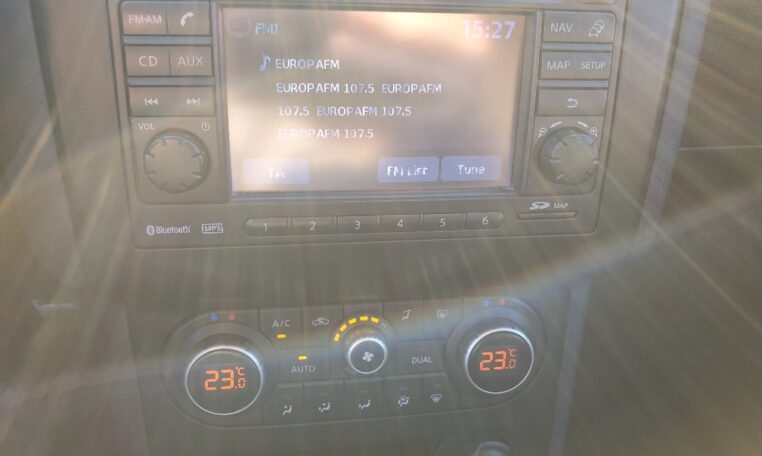 FM·AM
FM1
15:27
NAV
CD
AUX
EUROPAFM
EUROPAFM 107.5 EUROPAFM
107.5 EUROPAFM 107.5
EUROPAFM 107.5
MAP
SETUP
VOL
TA
FM List
Tune
Bluetooth
MP3
1 2 3 4 5 6
SD MAP
A/C
AUTO
DUAL
23.0 °C
23.0 °C